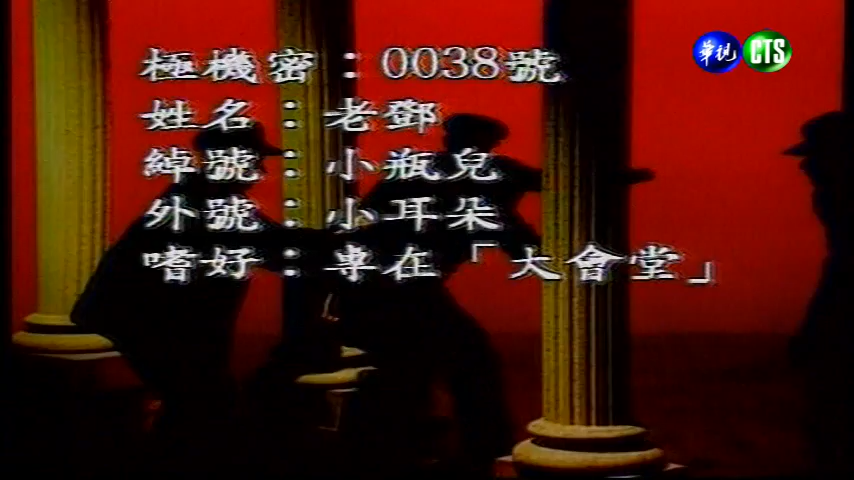 華視 CTS
極機密：0038號
姓名：老鄧
綽號：小瓶兒
外號：小耳朵
嗜好：專在「大會堂」